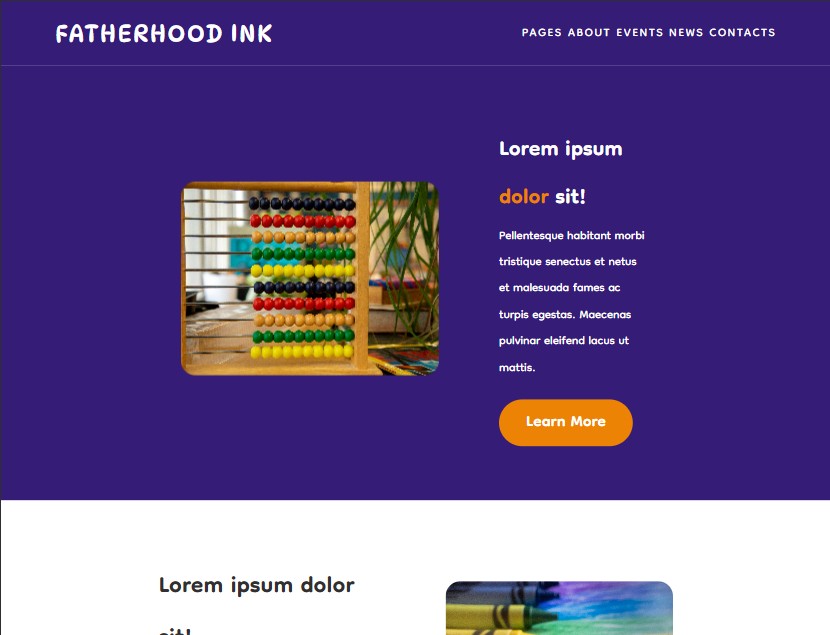 FATHERHOOD INK
PAGES ABOUT EVENTS NEWS CONTACTS
Lorem ipsum
dolor sit!
Pellentesque habitant morbi
tristique senectus et netus
et malesuada fames ac
turpis egestas. Maecenas
pulvinar eleifend lacus ut
mattis.
Learn More
Lorem ipsum dolor
sit!